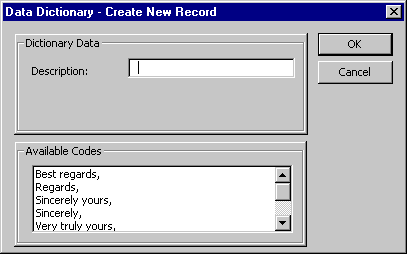 Data Dictionary - Create New Record
Dictionary Data
OK
Description:
Cancel
Available Codes
Best regards,
Regards,
Sincerely yours,
Sincerely,
Very truly yours,